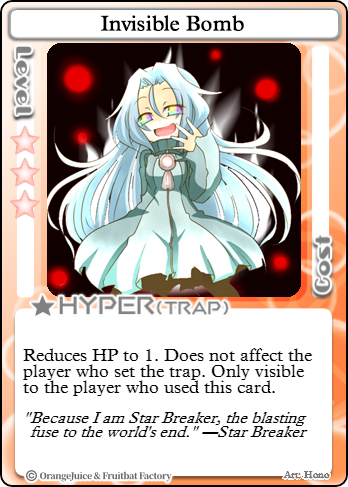 Invisible Bomb
Level
Cost
HYPER(TRAP)
Reduces HP to 1. Does not affect the
player who set the trap. Only visible
to the player who used this card.
"Because I am Star Breaker, the blasting
fuse to the world's end." —Star Breaker
© OrangeJuice & Fruitbat Factory
Art: Hono